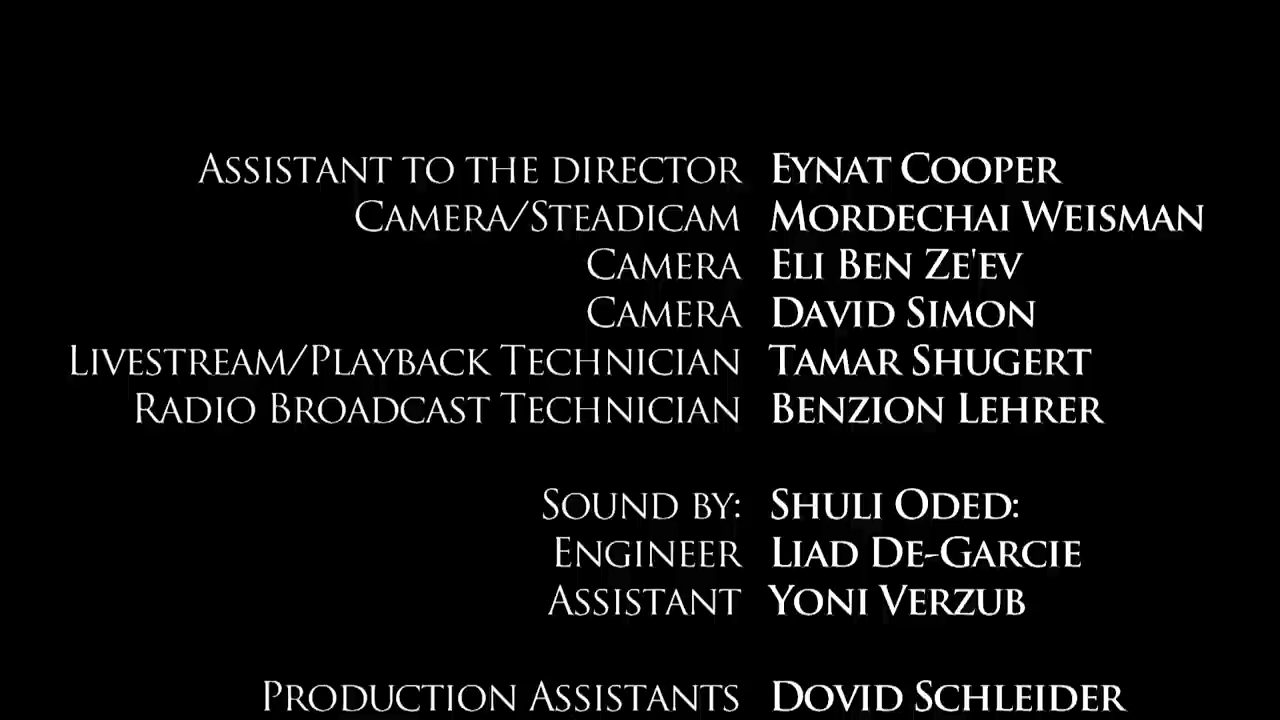 Assistant to the director Eynat Cooper
Camera/Steadicam Mordechai Weisman
Camera Eli Ben Ze'ev
Camera David Simon
Livestream/Playback Technician Tamar Shugert
Radio Broadcast Technician Benzion Lehrer
Sound by: Shuli Oded:
Engineer Liad De-Garcie
Assistant Yoni Verzub
Production Assistants Dovid Schleider